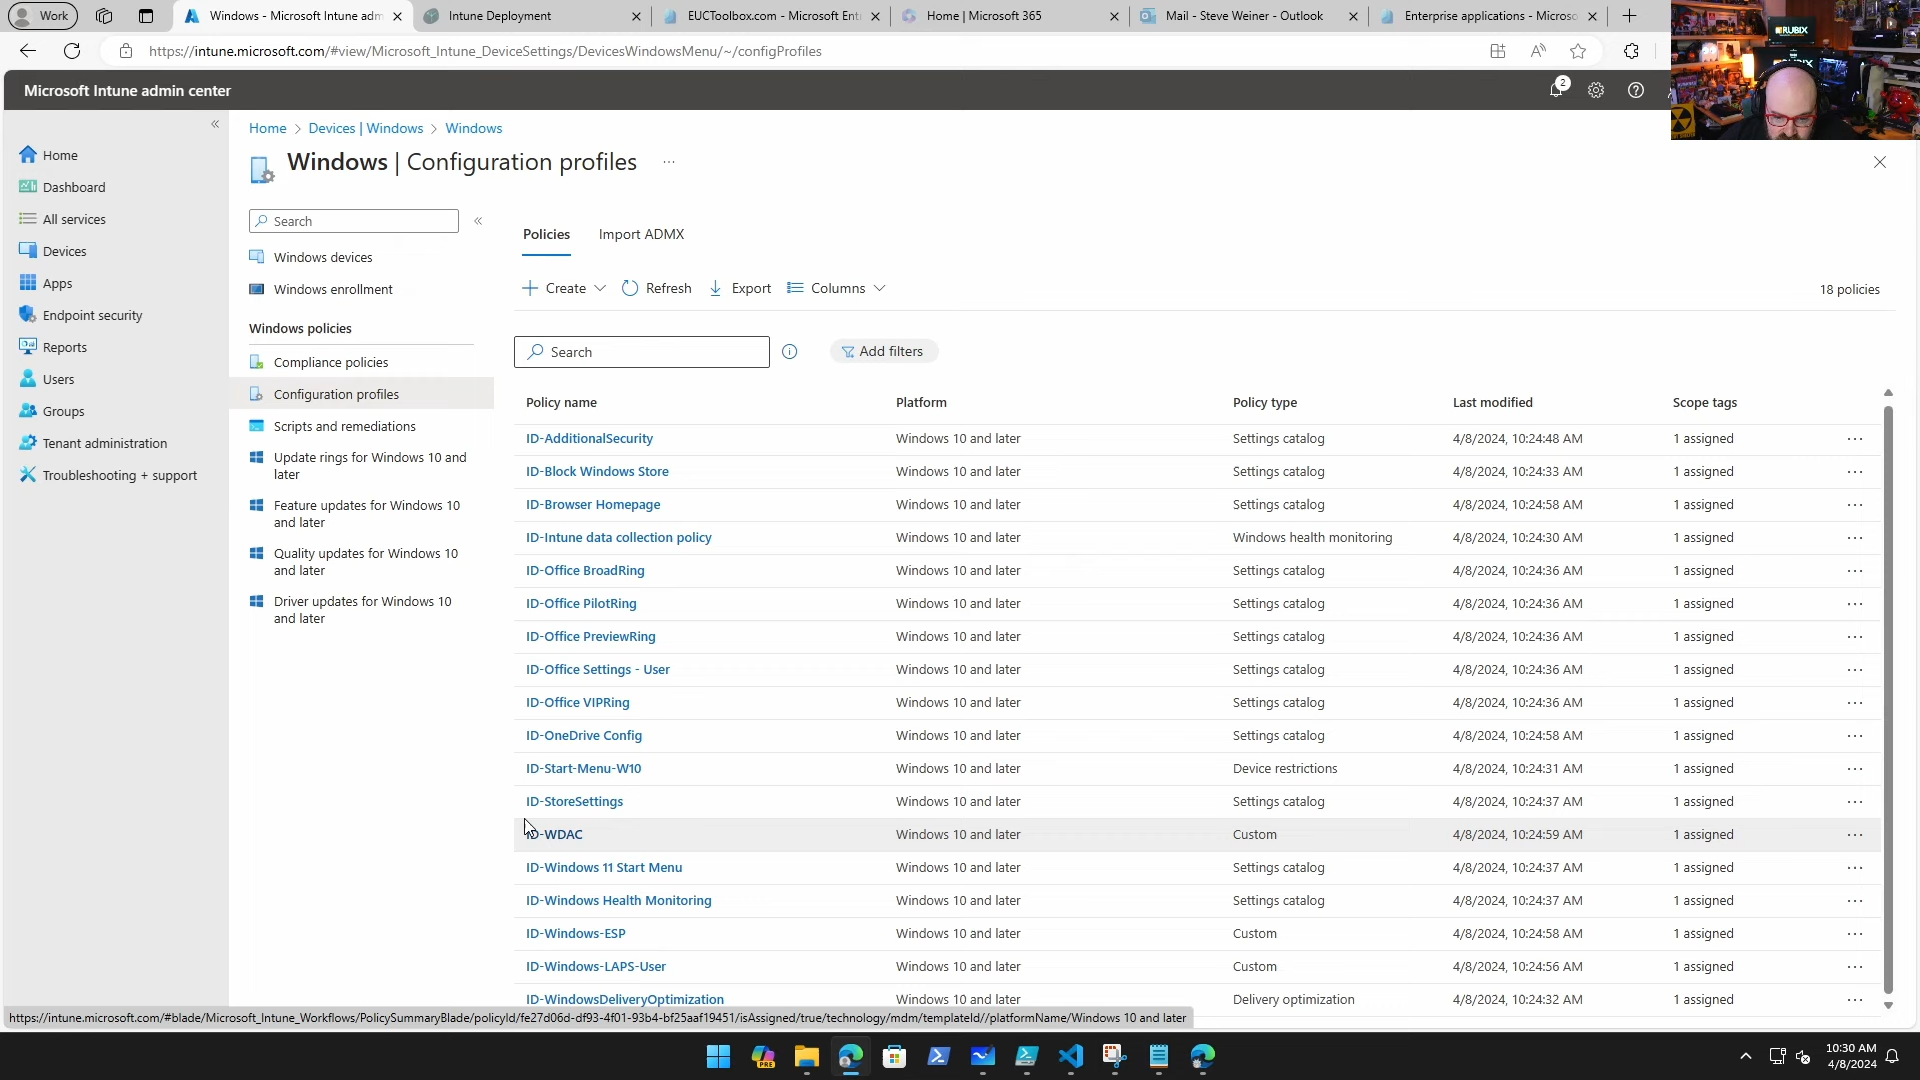 Work
Windows - Microsoft Intune adm
Intune Deployment
EUCToolbox.com - Microsoft Ent
Home | Microsoft 365
Mail - Steve Weiner - Outlook
Enterprise applications - Microso
https://intune.microsoft.com/#view/Microsoft_Intune_DeviceSettings/DevicesWindowsMenu/~/configProfiles
RUBIX
Microsoft Intune admin center
2
Home > Devices | Windows > Windows
Windows | Configuration profiles
Home
Dashboard
All services
Devices
Apps
Endpoint security
Reports
Users
Groups
Tenant administration
Troubleshooting + support
Search
Windows devices
Windows enrollment
Windows policies
Compliance policies
Configuration profiles
Scripts and remediations
Update rings for Windows 10 and
later
Feature updates for Windows 10
and later
Quality updates for Windows 10
and later
Driver updates for Windows 10
and later
Policies Import ADMX
Create Refresh Export Columns 18 policies
Search Add filters
Policy name Platform Policy type Last modified Scope tags
ID-AdditionalSecurity Windows 10 and later Settings catalog 4/8/2024, 10:24:48 AM 1 assigned
ID-Block Windows Store Windows 10 and later Settings catalog 4/8/2024, 10:24:33 AM 1 assigned
ID-Browser Homepage Windows 10 and later Settings catalog 4/8/2024, 10:24:58 AM 1 assigned
ID-Intune data collection policy Windows 10 and later Windows health monitoring 4/8/2024, 10:24:30 AM 1 assigned
ID-Office BroadRing Windows 10 and later Settings catalog 4/8/2024, 10:24:36 AM 1 assigned
ID-Office PilotRing Windows 10 and later Settings catalog 4/8/2024, 10:24:36 AM 1 assigned
ID-Office PreviewRing Windows 10 and later Settings catalog 4/8/2024, 10:24:36 AM 1 assigned
ID-Office Settings - User Windows 10 and later Settings catalog 4/8/2024, 10:24:36 AM 1 assigned
ID-Office VIPRing Windows 10 and later Settings catalog 4/8/2024, 10:24:36 AM 1 assigned
ID-OneDrive Config Windows 10 and later Settings catalog 4/8/2024, 10:24:58 AM 1 assigned
ID-Start-Menu-W10 Windows 10 and later Device restrictions 4/8/2024, 10:24:31 AM 1 assigned
ID-StoreSettings Windows 10 and later Settings catalog 4/8/2024, 10:24:37 AM 1 assigned
ID-WDAC Windows 10 and later Custom 4/8/2024, 10:24:59 AM 1 assigned
ID-Windows 11 Start Menu Windows 10 and later Settings catalog 4/8/2024, 10:24:37 AM 1 assigned
ID-Windows Health Monitoring Windows 10 and later Settings catalog 4/8/2024, 10:24:37 AM 1 assigned
ID-Windows-ESP Windows 10 and later Custom 4/8/2024, 10:24:58 AM 1 assigned
ID-Windows-LAPS-User Windows 10 and later Custom 4/8/2024, 10:24:56 AM 1 assigned
ID-WindowsDeliveryOptimization Windows 10 and later Delivery optimization 4/8/2024, 10:24:32 AM 1 assigned
https://intune.microsoft.com/#blade/Microsoft_Intune_Workflows/PolicySummaryBlade/policyId/fe27d06d-df93-4f01-93b4-bf25aaf19451/isAssigned/true/technology/mdm/templateId//platformName/Windows 10 and later
PRE
10:30 AM
4/8/2024